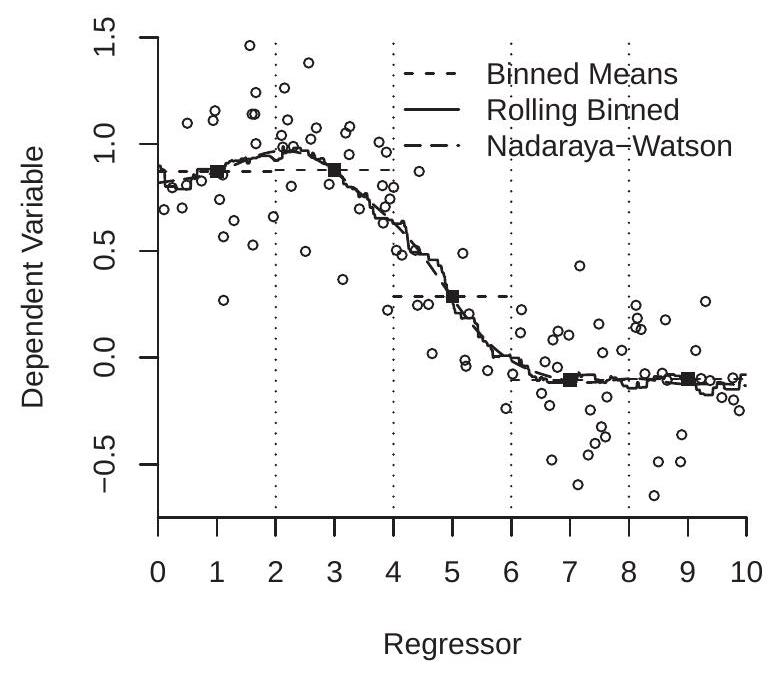 Dependent Variable
1.5
1.0
0.5
0.0
−0.5
Binned Means
Rolling Binned
Nadaraya−Watson
0 1 2 3 4 5 6 7 8 9 10
Regressor